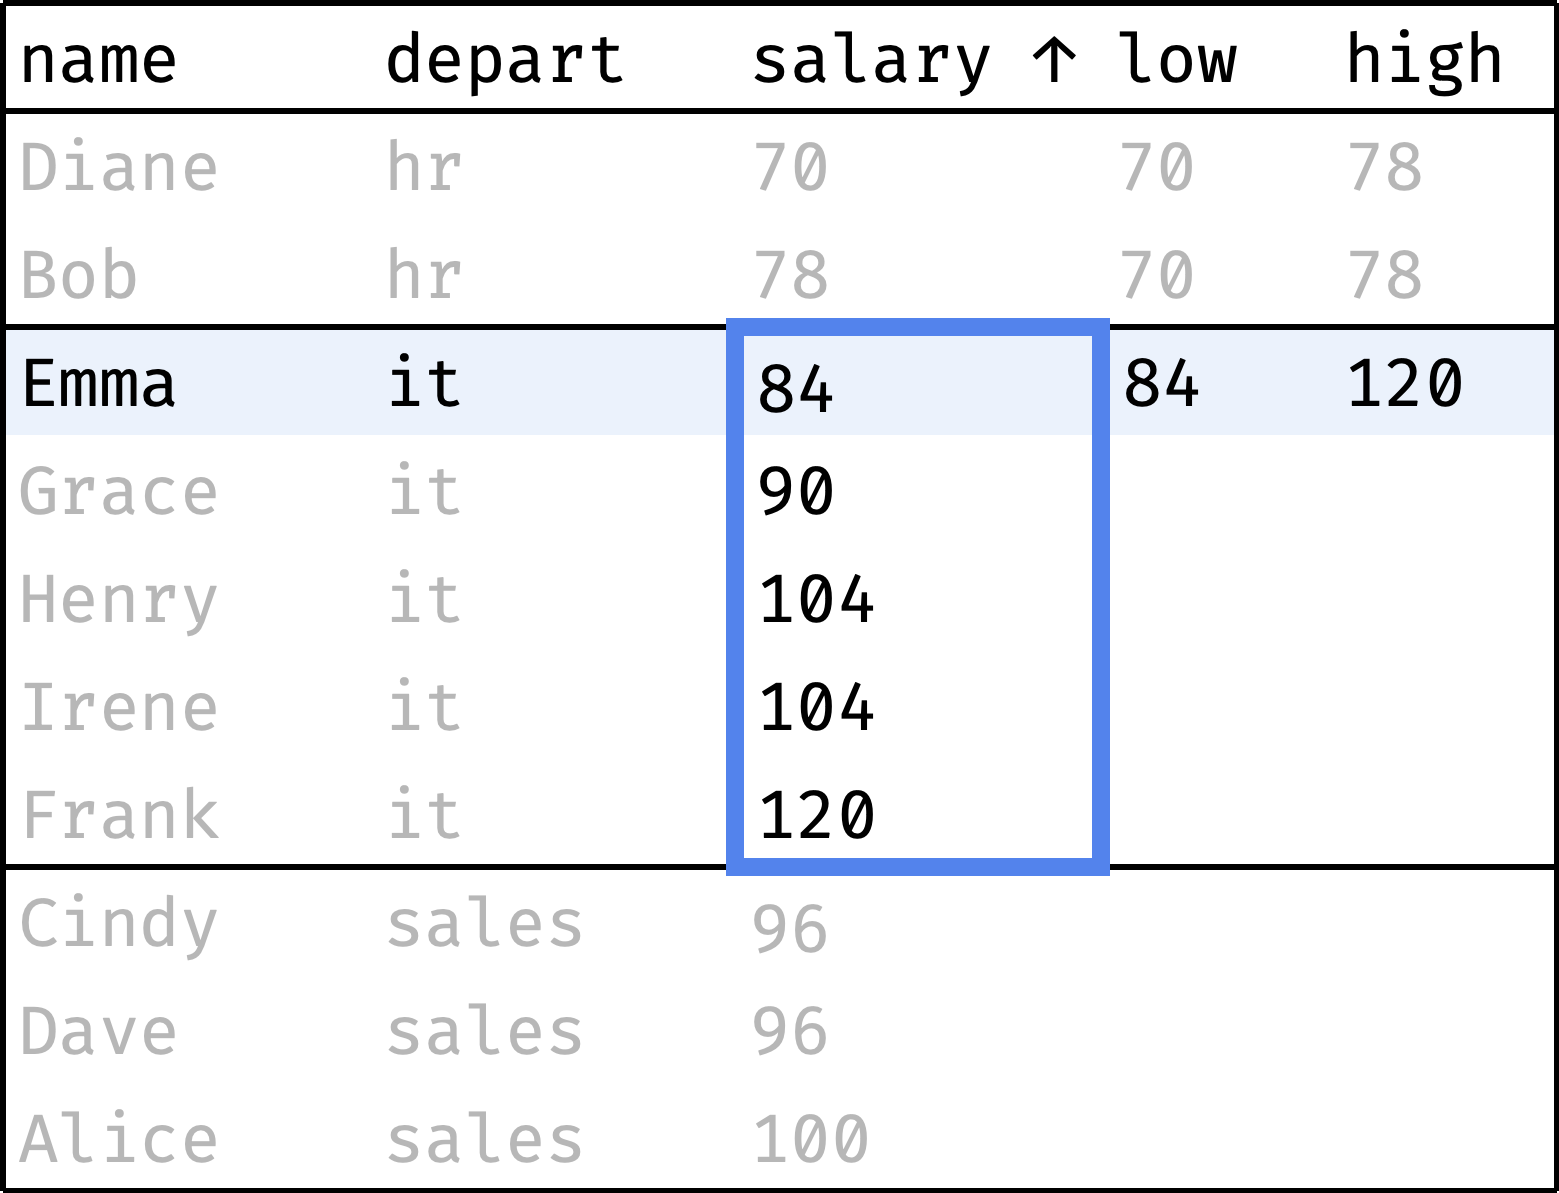 name depart salary ↑ low high
Diane hr 70 70 78
Bob hr 78 70 78
Emma it 84 84 120
Grace it 90
Henry it 104
Irene it 104
Frank it 120
Cindy sales 96
Dave sales 96
Alice sales 100